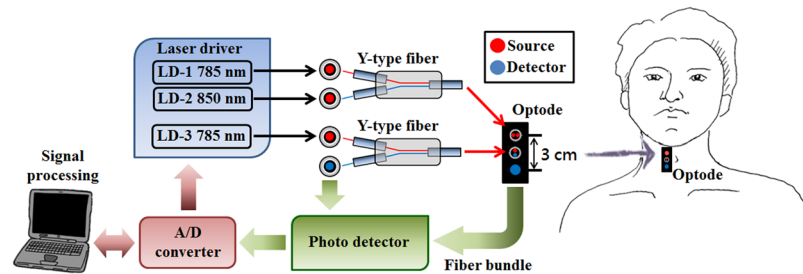 Laser driver
LD-1 785 nm
LD-2 850 nm
LD-3 785 nm
Y-type fiber
Y-type fiber
Source
Detector
Optode
3 cm
Optode
Signal
processing
A/D
converter
Photo detector
Fiber bundle